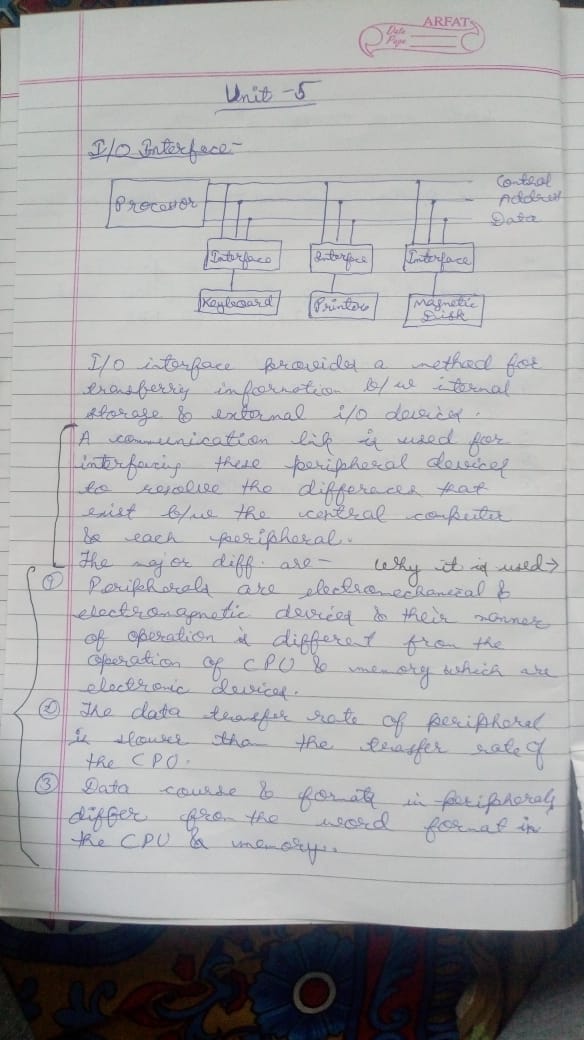 ARFAT
Date
Page
Unit - 5
I/O Interface:-
Processor
Control
Address
Data
Interface
Interface
Interface
Keyboard
Printer
Magnetic
Disk
I/O interface provides a method for
transferry information b/w iternal
storage & external i/o devices.
A communication lik is used for
interfacing these peripheral devices
to resolve the differeces that
exist b/w the central computer
& each peripheral.
The major diff. are - Why it is used →
① Peripherals are electromechanical &
electromagnetic devices & their manner
of operation is different from the
operation of CPU & memory which are
electronic devices.
② The data transfer rate of peripheral
is slower than the trasfer rate of
the CPU.
③ Data course & formats in peripherals
differ from the word format in
the CPU & memory.